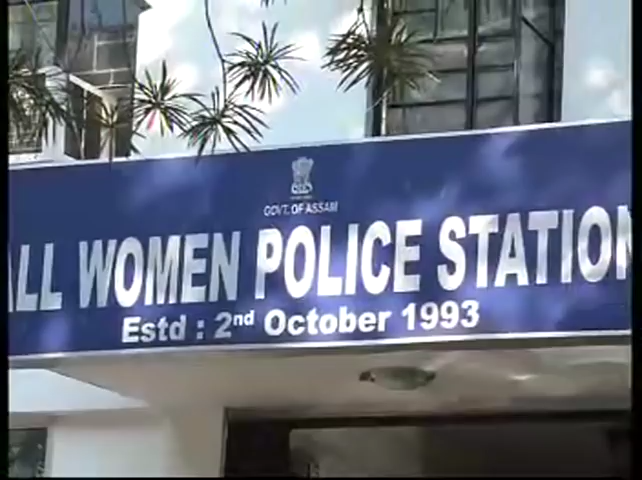 GOVT. OF ASSAM
ALL WOMEN POLICE STATION
Estd : 2nd October 1993